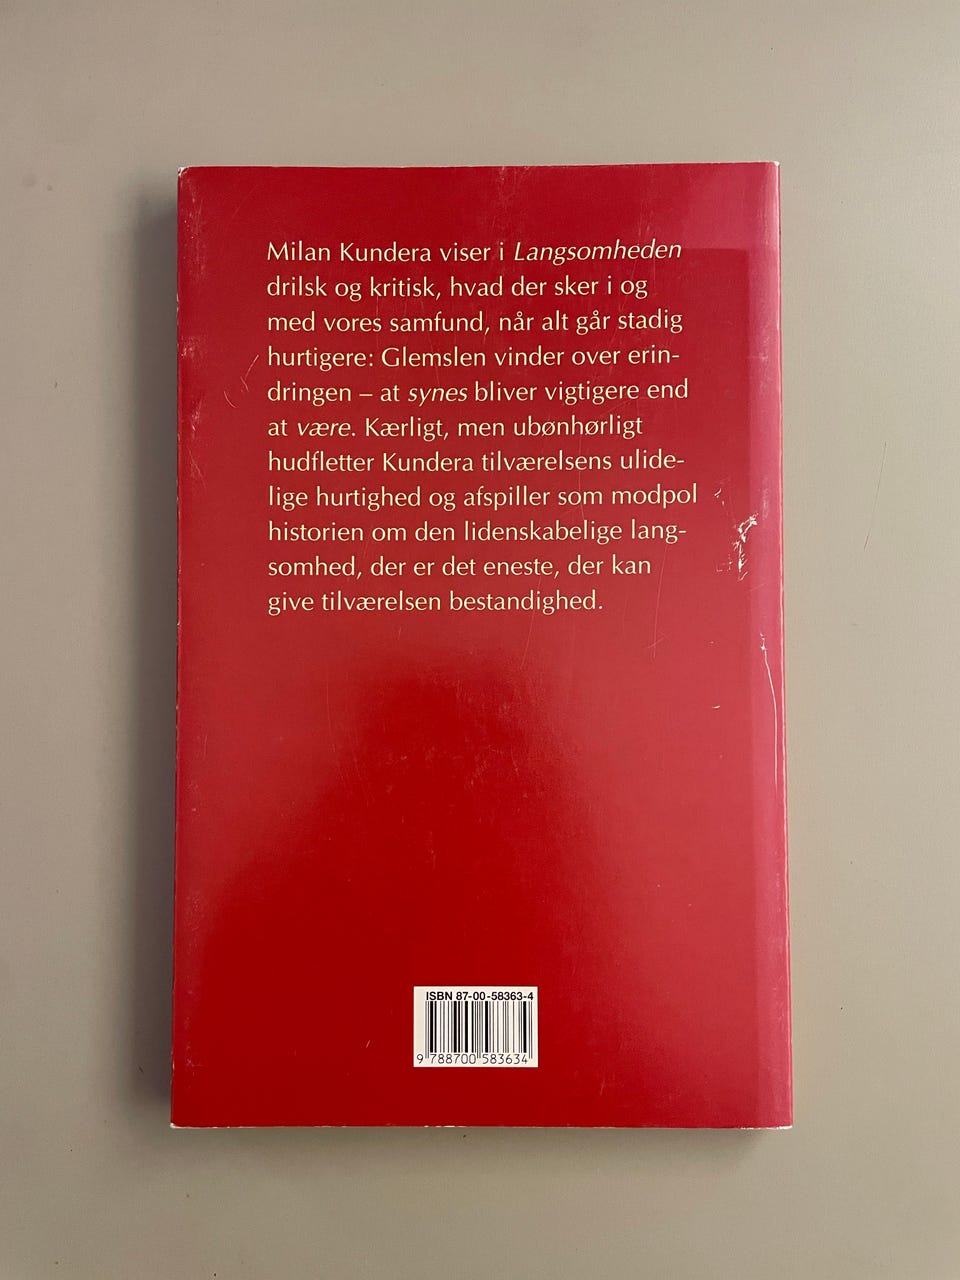 Milan Kundera viser i Langsomheden
drilsk og kritisk, hvad der sker i og
med vores samfund, når alt går stadig
hurtigere: Glemslen vinder over erin-
dringen – at synes bliver vigtigere end
at være. Kærligt, men ubønhørligt
hudfletter Kundera tilværelsens ulide-
lige hurtighed og afspiller som modpol
historien om den lidenskabelige lang-
somhed, der er det eneste, der kan
give tilværelsen bestandighed.
ISBN 87-00-58363-4
9 788700 583634